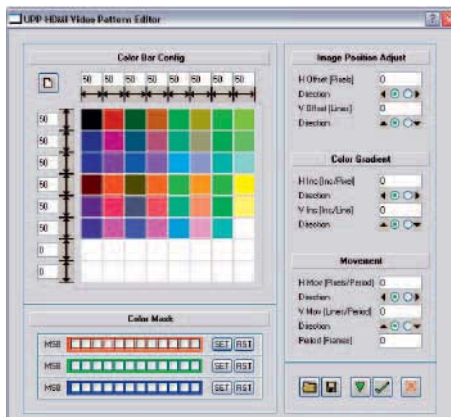 UPP HDMI Video Pattern Editor
Color Bar Config
50 50 50 50 50 50 50 50
50
50
50
50
50
50
0
0
Color Mask
MSB SET RST
MSB SET RST
MSB SET RST
Image Position Adjust
H Offset [Pixels] 0
Direction
V Offset [Lines] 0
Direction
Color Gradient
H Inc [Inc/Pixel] 0
Direction
V Inc [Inc/Line] 0
Direction
Movement
H Mov [Pixels/Period] 0
Direction
V Mov [Lines/Period] 0
Direction
Period [Frames] 0